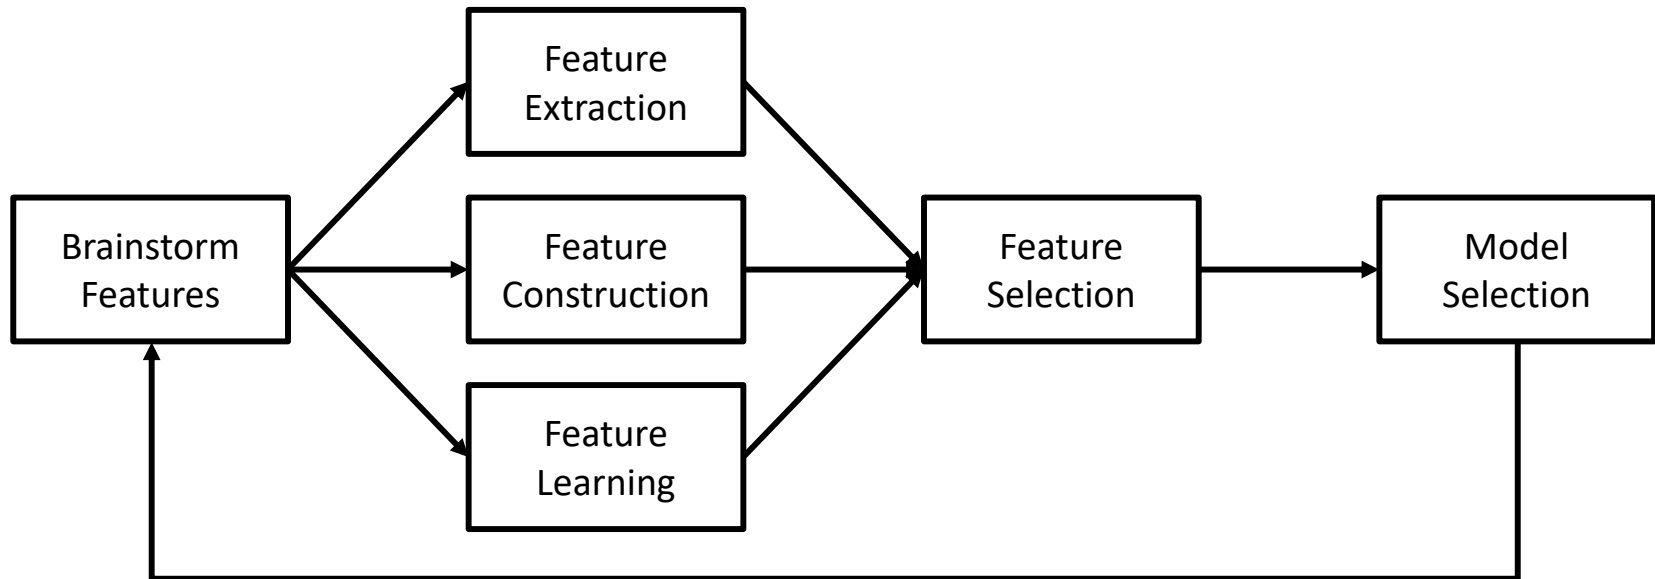 Brainstorm
Features
Feature
Extraction
Feature
Construction
Feature
Learning
Feature
Selection
Model
Selection